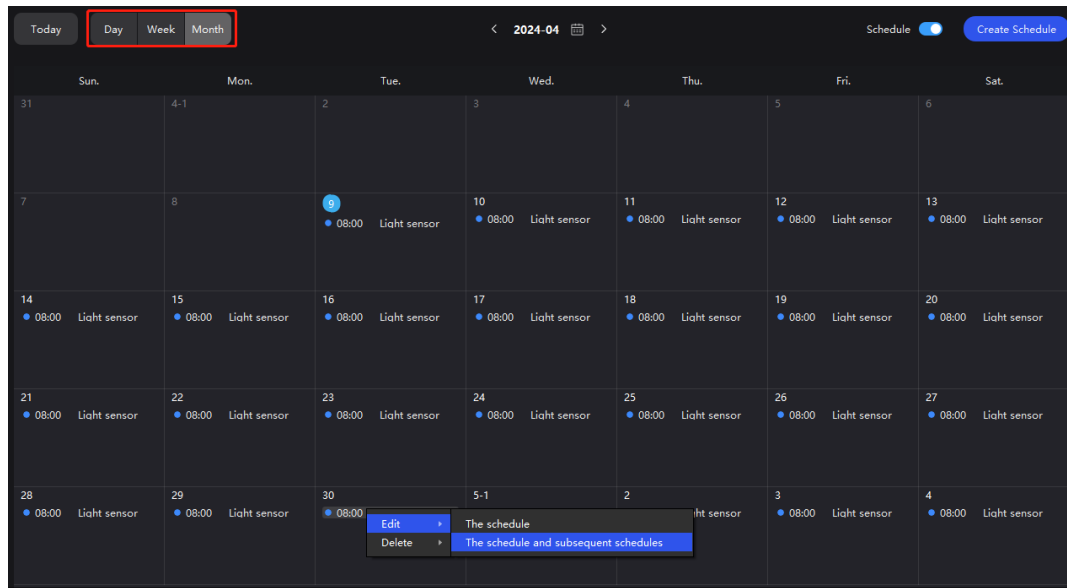 Today Day Week Month < 2024-04 > Schedule Create Schedule
Sun. Mon. Tue. Wed. Thu. Fri. Sat.
31 4-1 2 3 4 5 6
7 8 9 10 11 12 13
08:00 Light sensor 08:00 Light sensor 08:00 Light sensor 08:00 Light sensor 08:00 Light sensor
14 15 16 17 18 19 20
08:00 Light sensor 08:00 Light sensor 08:00 Light sensor 08:00 Light sensor 08:00 Light sensor 08:00 Light sensor 08:00 Light sensor
21 22 23 24 25 26 27
08:00 Light sensor 08:00 Light sensor 08:00 Light sensor 08:00 Light sensor 08:00 Light sensor 08:00 Light sensor 08:00 Light sensor
28 29 30 5-1 2 3 4
08:00 Light sensor 08:00 Light sensor 08:00 ht sensor 08:00 Light sensor 08:00 Light sensor
Edit The schedule
Delete The schedule and subsequent schedules